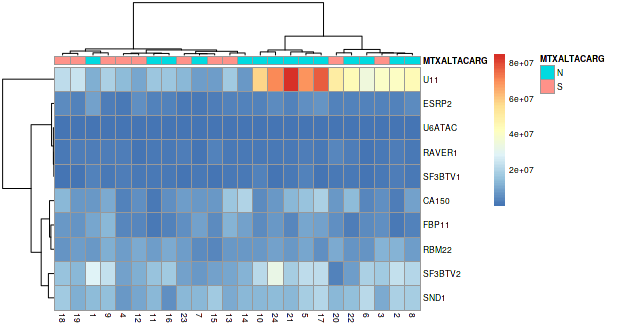 MTXALTACARG
U11
ESRP2
U6ATAC
RAVER1
SF3BTV1
CA150
FBP11
RBM22
SF3BTV2
SND1
18 19 1 9 4 12 11 16 23 7 15 13 14 10 24 21 5 17 20 22 6 3 2 8
8e+07
6e+07
4e+07
2e+07
MTXALTACARG
N
S